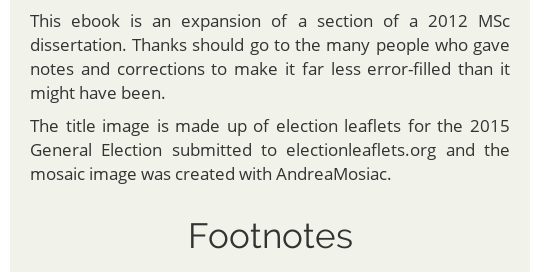 This ebook is an expansion of a section of a 2012 MSc
dissertation. Thanks should go to the many people who gave
notes and corrections to make it far less error-filled than it
might have been.
The title image is made up of election leaflets for the 2015
General Election submitted to electionleaflets.org and the
mosaic image was created with AndreaMosiac.
Footnotes